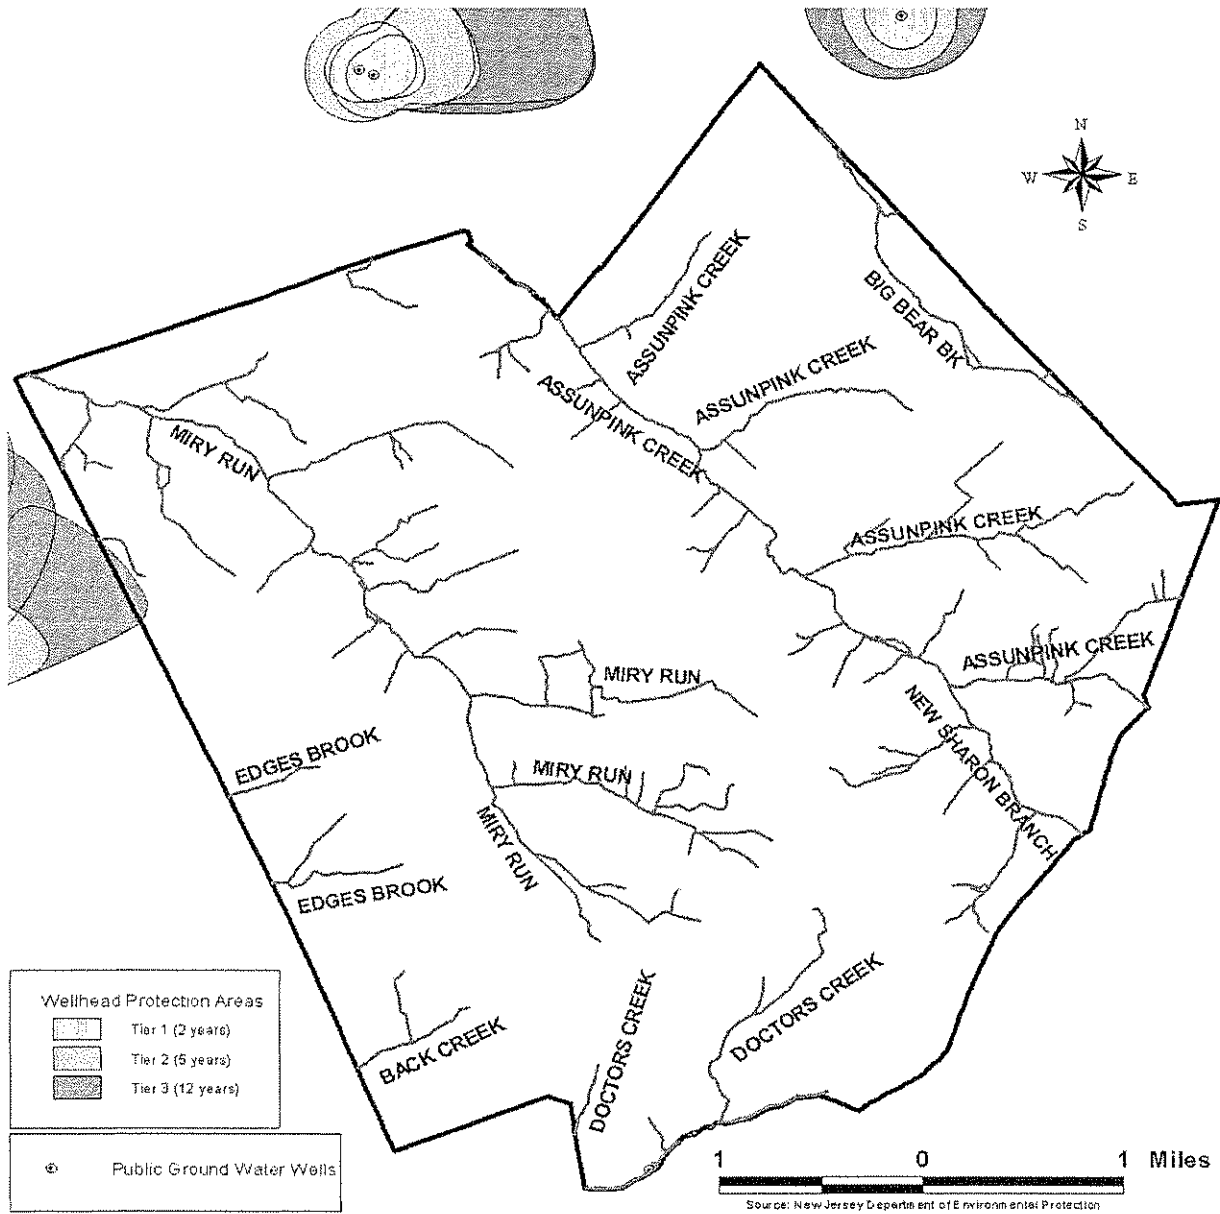 N
W E
S
ASSUNPINK CREEK
BIG BEAR BK
ASSUNPINK CREEK
ASSUNPINK CREEK
MIRY RUN
ASSUNPINK CREEK
ASSUNPINK CREEK
MIRY RUN
NEW SHARON BRANCH
EDGES BROOK
MIRY RUN
MIRY RUN
EDGES BROOK
DOCTORS CREEK
DOCTORS CREEK
BACK CREEK
Wellhead Protection Areas
Tier 1 (2 years)
Tier 2 (5 years)
Tier 3 (12 years)
Public Ground Water Wells
1 0 1 Miles
Source: New Jersey Department of Environmental Protection